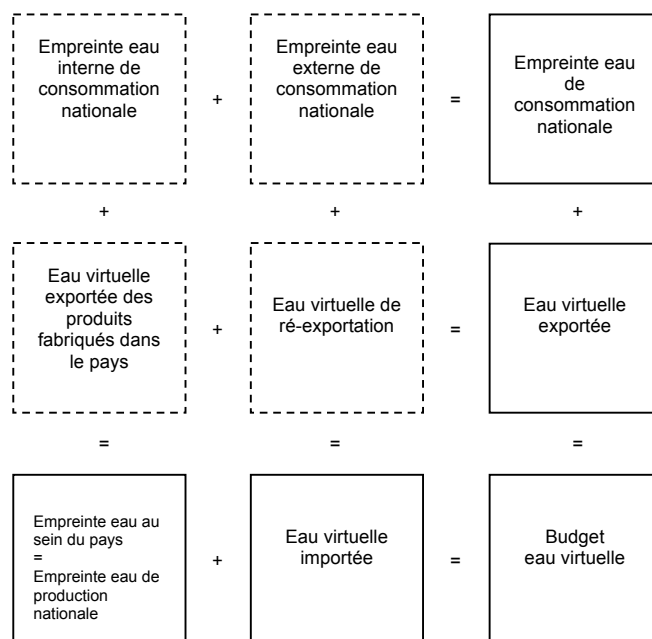 Empreinte eau
interne de
consommation
nationale
+
Empreinte eau
externe de
consommation
nationale
=
Empreinte eau
de
consommation
nationale
+
+
+
Eau virtuelle
exportée des
produits
fabriqués dans
le pays
+
Eau virtuelle de
ré-exportation
=
Eau virtuelle
exportée
=
=
=
Empreinte eau au
sein du pays
=
Empreinte eau de
production
nationale
+
Eau virtuelle
importée
=
Budget
eau virtuelle